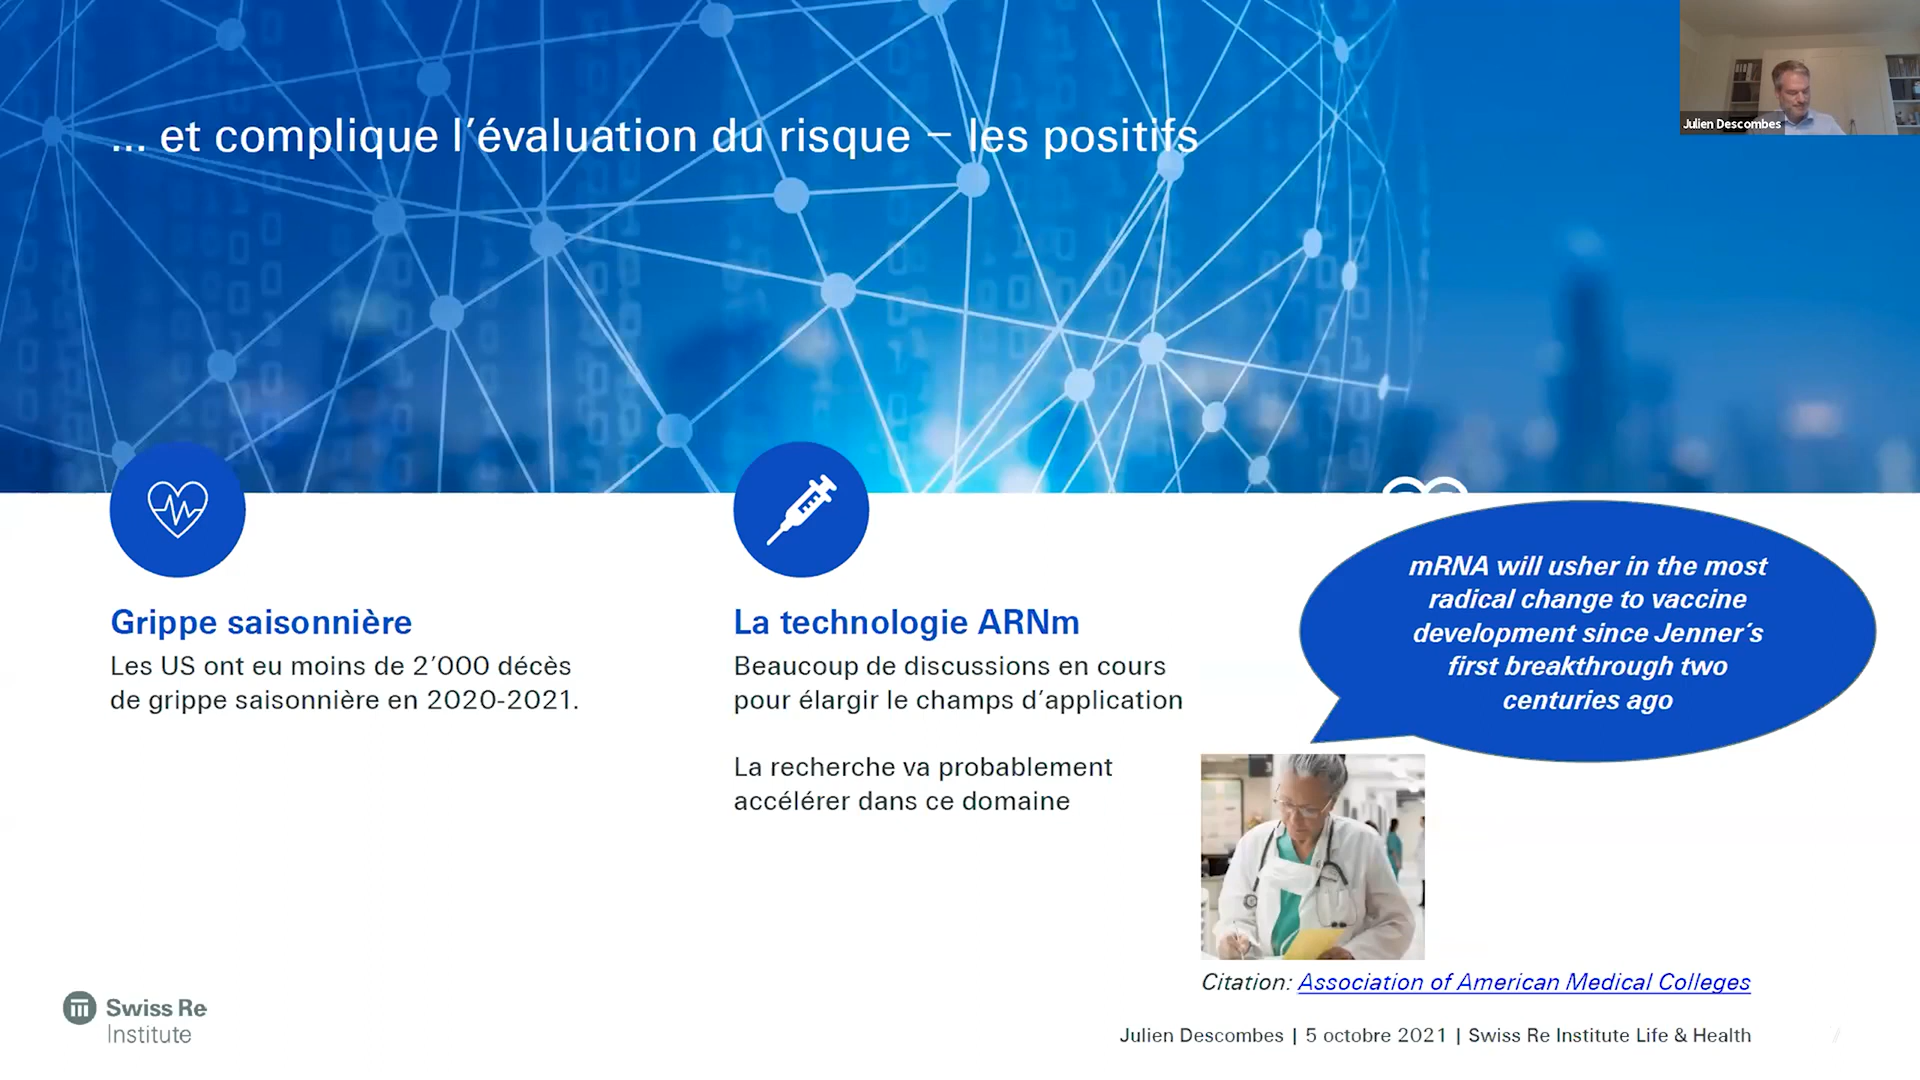 ... et complique l’évaluation du risque – les positifs
Julien Descombes
Grippe saisonnière
Les US ont eu moins de 2’000 décès
de grippe saisonnière en 2020-2021.
La technologie ARNm
Beaucoup de discussions en cours
pour élargir le champs d’application
La recherche va probablement
accélérer dans ce domaine
mRNA will usher in the most
radical change to vaccine
development since Jenner´s
first breakthrough two
centuries ago
Citation: Association of American Medical Colleges
Swiss Re
Institute
Julien Descombes | 5 octobre 2021 | Swiss Re Institute Life & Health